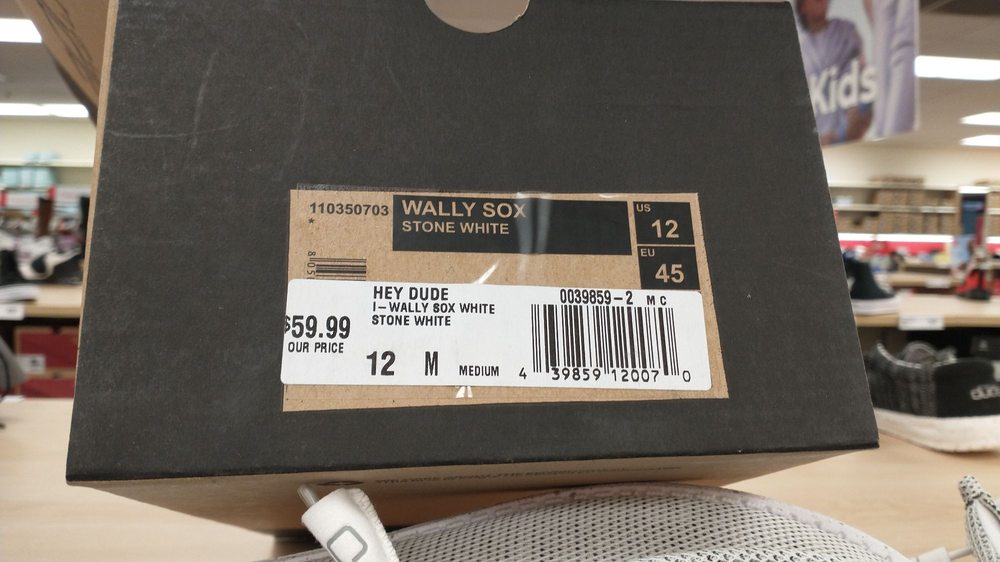 Kids
110350703
*
WALLY SOX
STONE WHITE
US
12
EU
45
HEY DUDE
I-WALLY SOX WHITE
STONE WHITE
0039859-2 M C
$59.99
OUR PRICE
12 M MEDIUM
4 39859 12007 0